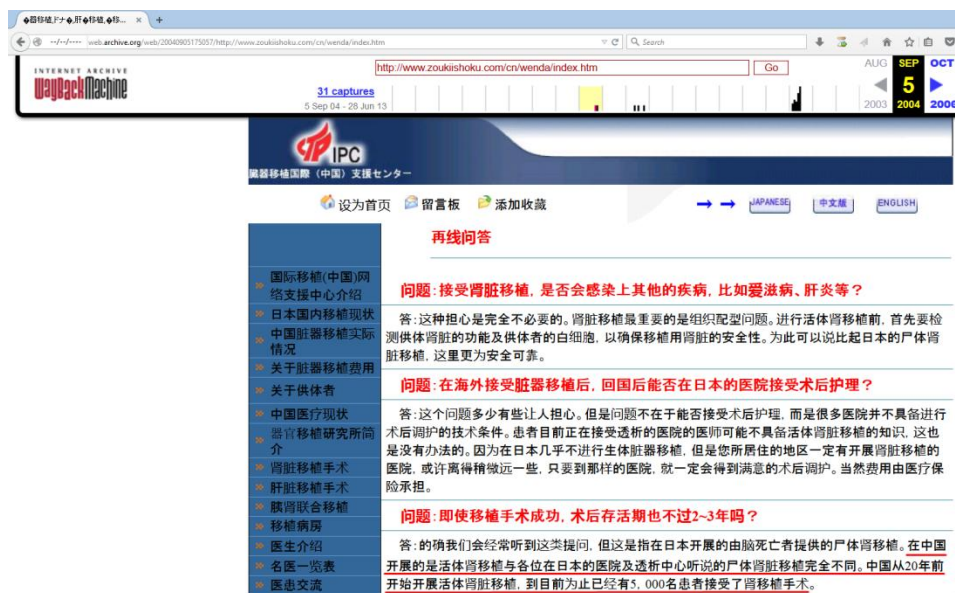 器移植,ドナ,肝移植,移... ×
+
--/--/---- web.archive.org/web/20040905175057/http://www.zoukiishoku.com/cn/wenda/index.htm
Search
INTERNET ARCHIVE
WayBackMachine
http://www.zoukiishoku.com/cn/wenda/index.htm
Go
AUG SEP OCT
31 captures
5
5 Sep 04 - 28 Jun 13
2003 2004 2006
IPC
臓器移植国際（中国）支援センター
设为首页 留言板 添加收藏
JAPANESE 中文版 ENGLISH
国际移植(中国)网
络支援中心介绍
日本国内移植现状
中国脏器移植实际
情况
关于脏器移植费用
关于供体者
中国医疗现状
器官移植研究所简
介
肾脏移植手术
肝脏移植手术
胰肾联合移植
移植病房
医生介绍
名医一览表
医患交流
再线问答
问题:接受肾脏移植, 是否会感染上其他的疾病, 比如爱滋病、肝炎等？
答:这种担心是完全不必要的。肾脏移植最重要的是组织配型问题。进行活体肾移植前, 首先要检
测供体肾脏的功能及供体者的白细胞, 以确保移植用肾脏的安全性。为此可以说比起日本的尸体肾
脏移植, 这里更为安全可靠。
问题:在海外接受脏器移植后, 回国后能否在日本的医院接受术后护理？
答:这个问题多少有些让人担心。但是问题不在于能否接受术后护理, 而是很多医院并不具备进行
术后调护的技术条件。患者目前正在接受透析的医院的医师可能不具备活体肾脏移植的知识, 这也
是没有办法的。因为在日本几乎不进行生体脏器移植, 但是您所居住的地区一定有开展肾脏移植的
医院, 或许离得稍微远一些, 只要到那样的医院, 就一定会得到满意的术后调护。当然费用由医疗保
险承担。
问题:即使移植手术成功, 术后存活期也不过2~3年吗？
答:的确我们会经常听到这类提问, 但这是指在日本开展的由脑死亡者提供的尸体肾移植。在中国
开展的是活体肾移植与各位在日本的医院及透析中心听说的尸体肾脏移植完全不同。中国从20年前
开始开展活体肾脏移植, 到目前为止已经有5, 000名患者接受了肾移植手术。